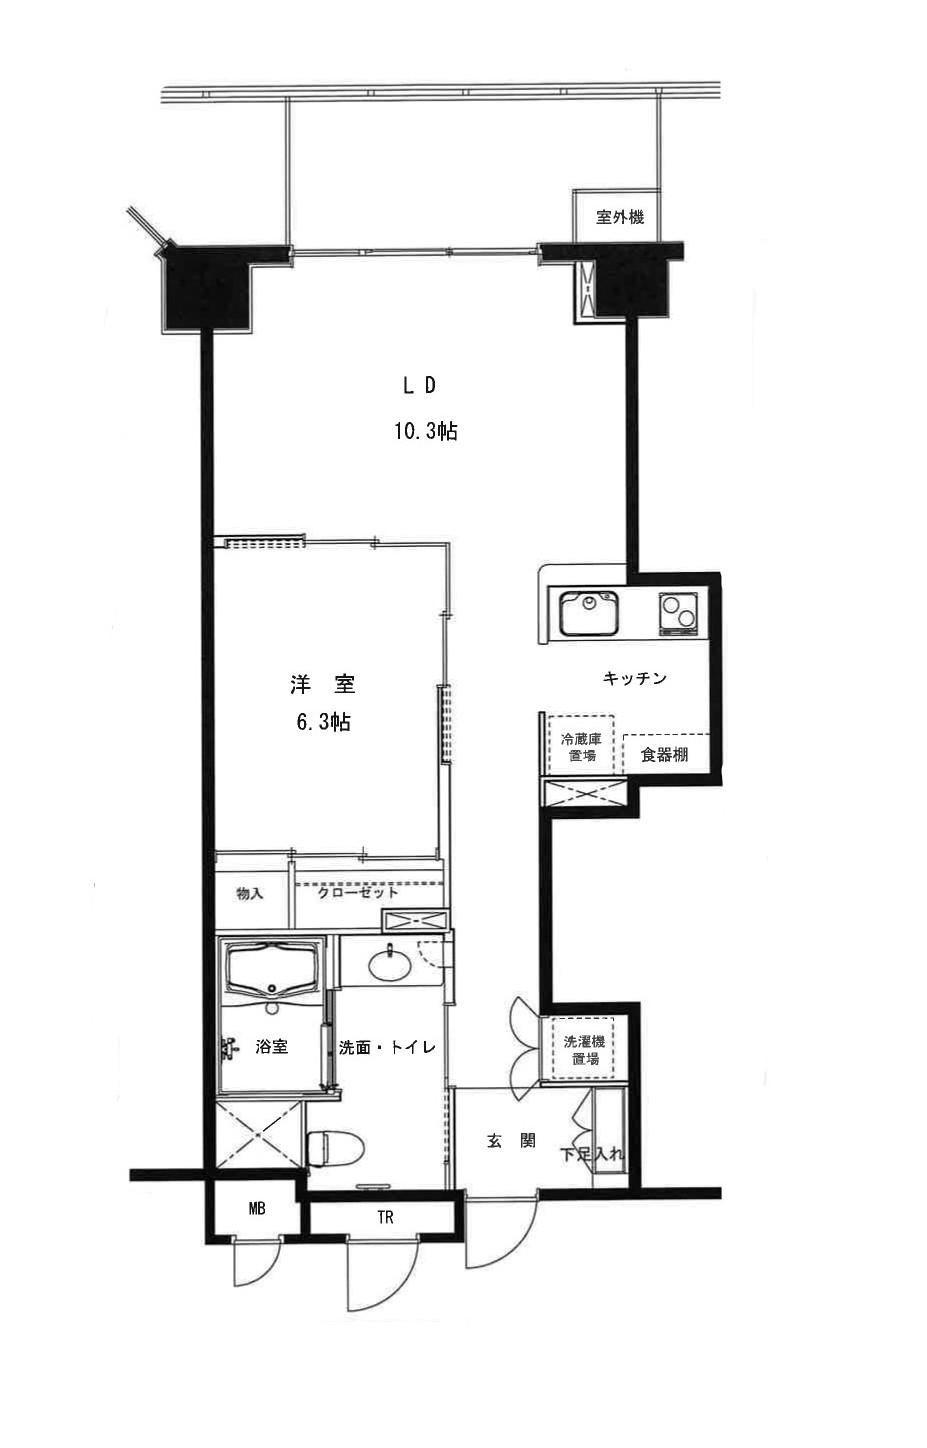 室外機
LD
10.3帖
洋室
6.3帖
キッチン
冷蔵庫
置場
食器棚
物入
クローゼット
浴室
洗面・トイレ
洗濯機
置場
玄関
下足入れ
MB
TR